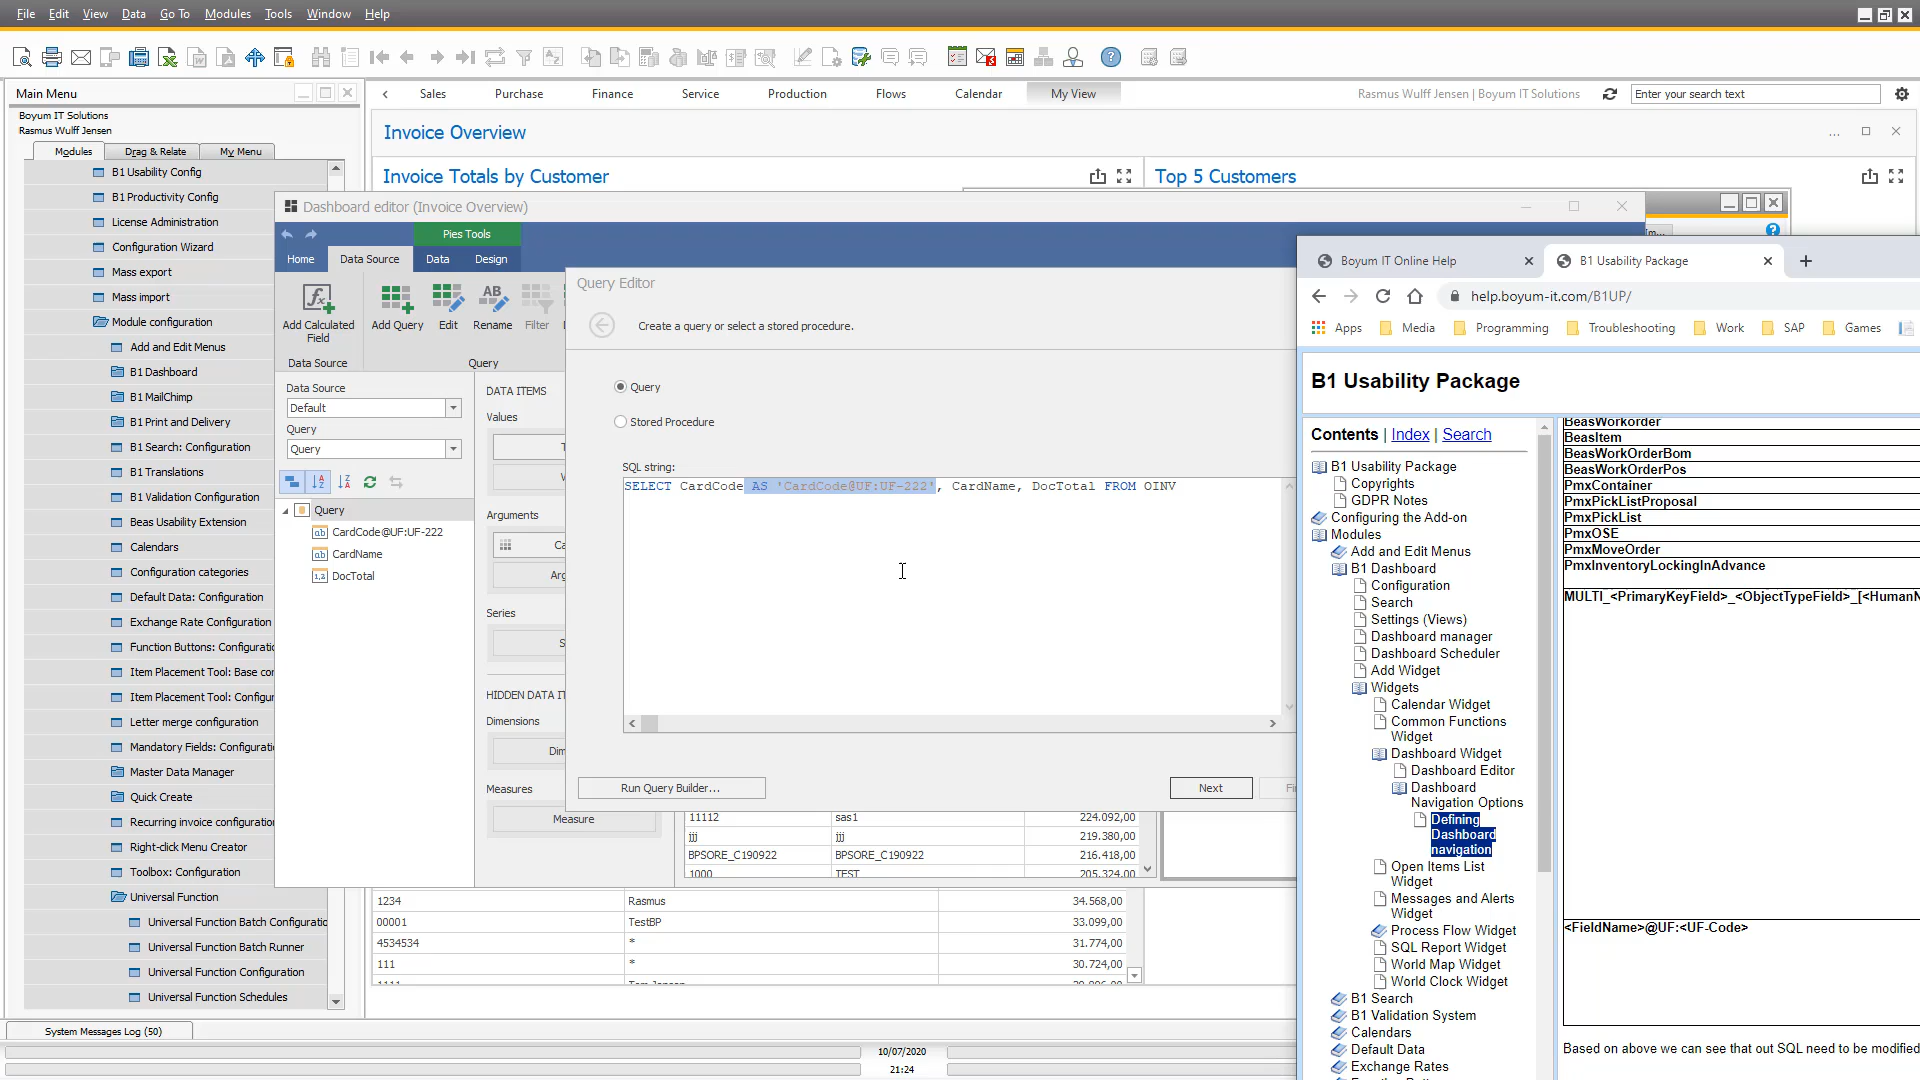 File Edit View Data Go To Modules Tools Window Help
Main Menu
Boyum IT Solutions
Rasmus Wulff Jensen
Modules Drag & Relate My Menu
B1 Usability Config
B1 Productivity Config
License Administration
Configuration Wizard
Mass export
Mass import
Module configuration
Add and Edit Menus
B1 Dashboard
B1 MailChimp
B1 Print and Delivery
B1 Search: Configuration
B1 Translations
B1 Validation Configuration
Beas Usability Extension
Calendars
Configuration categories
Default Data: Configuration
Exchange Rate Configuration
Function Buttons: Configuratic
Item Placement Tool: Base cor
Item Placement Tool: Configur
Letter merge configuration
Mandatory Fields: Configuratic
Master Data Manager
Quick Create
Recurring invoice configuration
Right-click Menu Creator
Toolbox: Configuration
Universal Function
Universal Function Batch Configuratic
Universal Function Batch Runner
Universal Function Configuration
Universal Function Schedules
System Messages Log (50)
10/07/2020
21:24
Sales Purchase Finance Service Production Flows Calendar My View
Rasmus Wulff Jensen | Boyum IT Solutions
Enter your search text
Invoice Overview
Invoice Totals by Customer
Top 5 Customers
Dashboard editor (Invoice Overview)
Pies Tools
Home Data Source Data Design
Add Calculated Field
Add Query
Edit
Rename
Filter
Data Source
Query
Data Source
Default
Query
Query
Query
CardCode@UF:UF-222
CardName
DocTotal
DATA ITEMS
Values
Arguments
Ca
Arg
Series
S
HIDDEN DATA IT
Dimensions
Dim
Measures
Measure
Query Editor
Create a query or select a stored procedure.
Query
Stored Procedure
SQL string:
SELECT CardCode AS 'CardCode@UF:UF-222', CardName, DocTotal FROM OINV
Run Query Builder...
Next
Fi
11112 sas1 224.092,00
jjj jjj 219.380,00
BPSORE_C190922 BPSORE_C190922 216.418,00
1000 TEST 205.324,00
1234 Rasmus 34.568,00
00001 TestBP 33.099,00
4534534 * 31.774,00
111 * 30.724,00
Boyum IT Online Help
B1 Usability Package
help.boyum-it.com/B1UP/
Apps Media Programming Troubleshooting Work SAP Games
B1 Usability Package
Contents | Index | Search
B1 Usability Package
Copyrights
GDPR Notes
Configuring the Add-on
Modules
Add and Edit Menus
B1 Dashboard
Configuration
Search
Settings (Views)
Dashboard manager
Dashboard Scheduler
Add Widget
Widgets
Calendar Widget
Common Functions
Widget
Dashboard Widget
Dashboard Editor
Dashboard
Navigation Options
Defining
Dashboard
navigation
Open Items List
Widget
Messages and Alerts
Widget
Process Flow Widget
SQL Report Widget
World Map Widget
World Clock Widget
B1 Search
B1 Validation System
Calendars
Default Data
Exchange Rates
BeasWorkorder
BeasItem
BeasWorkOrderBom
BeasWorkOrderPos
PmxContainer
PmxPickListProposal
PmxPickList
PmxOSE
PmxMoveOrder
PmxInventoryLockingInAdvance
MULTI_<PrimaryKeyField>_<ObjectTypeField>_[<HumanN
<FieldName>@UF:<UF-Code>
Based on above we can see that out SQL need to be modified